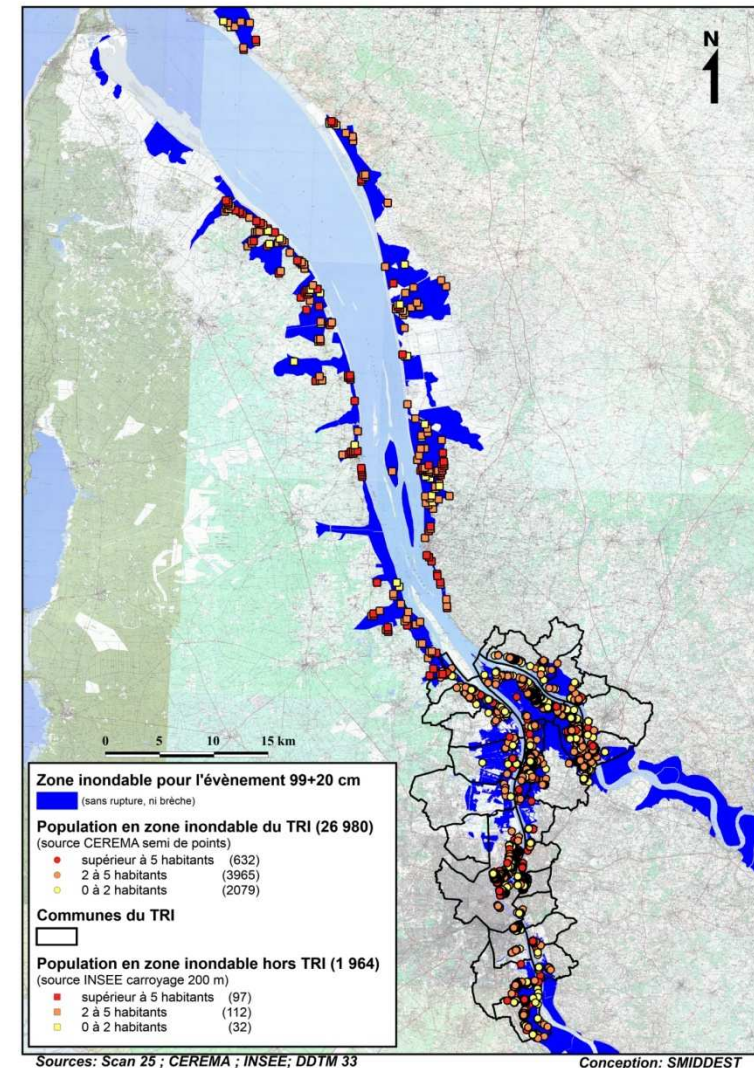 N
0 5 10 15 km
Zone inondable pour l'évènement 99+20 cm
(sans rupture, ni brèche)
Population en zone inondable du TRI (26 980)
(source CEREMA semi de points)
supérieur à 5 habitants (632)
2 à 5 habitants (3965)
0 à 2 habitants (2079)
Communes du TRI
Population en zone inondable hors TRI (1 964)
(source INSEE carroyage 200 m)
supérieur à 5 habitants (97)
2 à 5 habitants (112)
0 à 2 habitants (32)
Sources: Scan 25 ; CEREMA ; INSEE; DDTM 33 Conception: SMIDDEST